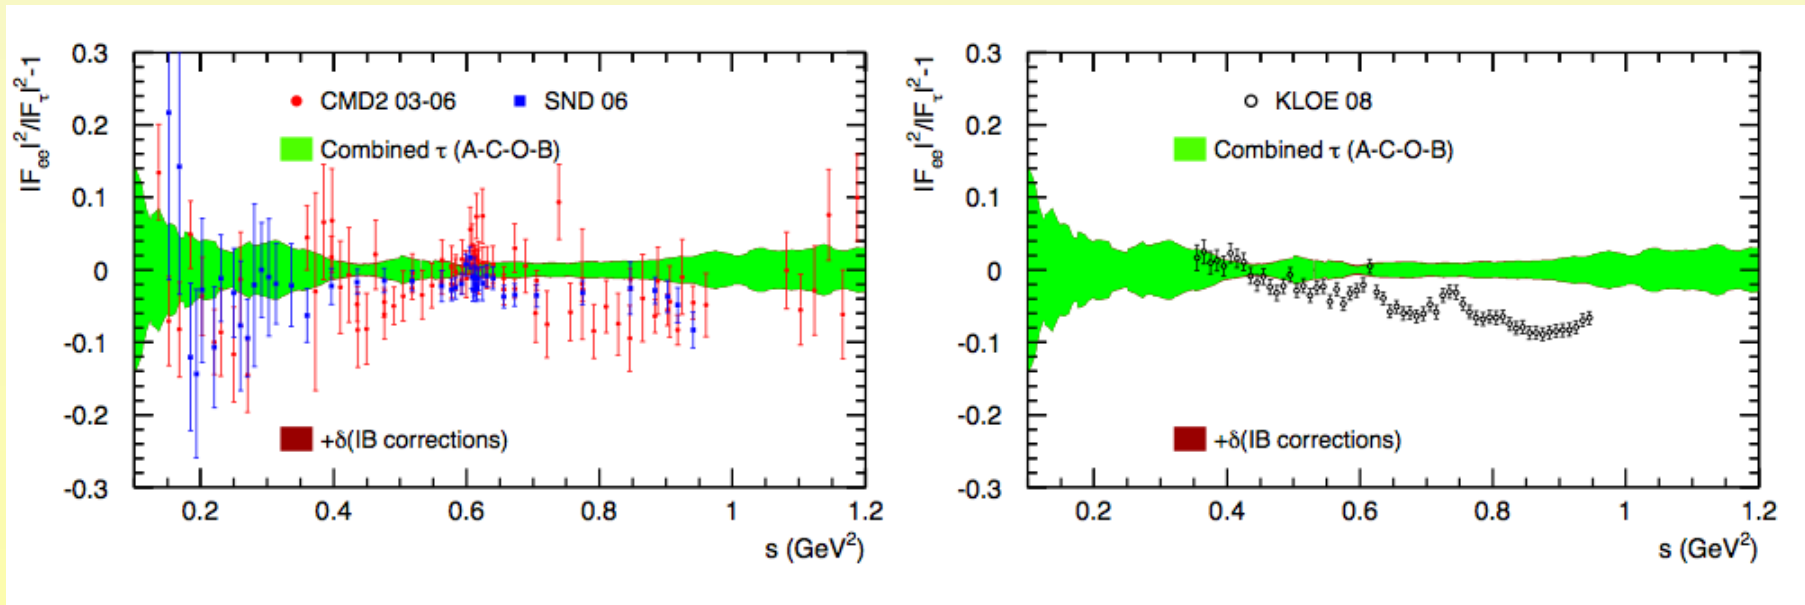 |F_ee|²/|F_τ|²-1
0.3
0.2
0.1
0
-0.1
-0.2
-0.3
CMD2 03-06
SND 06
Combined τ (A-C-O-B)
+δ(IB corrections)
0.2 0.4 0.6 0.8 1 1.2
s (GeV²)
|F_ee|²/|F_τ|²-1
0.3
0.2
0.1
0
-0.1
-0.2
-0.3
KLOE 08
Combined τ (A-C-O-B)
+δ(IB corrections)
0.2 0.4 0.6 0.8 1 1.2
s (GeV²)